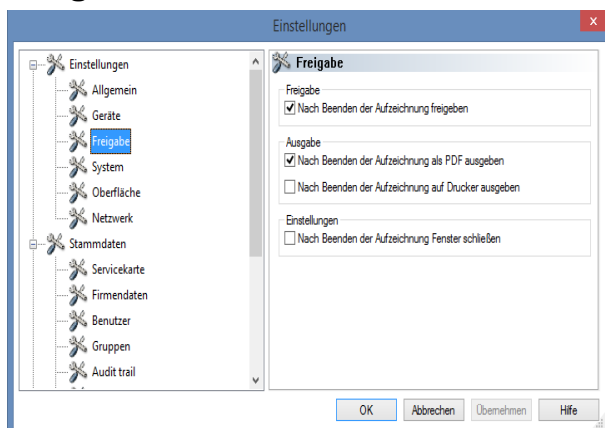 Einstellungen
x
Einstellungen
Allgemein
Geräte
Freigabe
System
Oberfläche
Netzwerk
Stammdaten
Servicekarte
Firmendaten
Benutzer
Gruppen
Audit trail
Freigabe
Freigabe
Nach Beenden der Aufzeichnung freigeben
Ausgabe
Nach Beenden der Aufzeichnung als PDF ausgeben
Nach Beenden der Aufzeichnung auf Drucker ausgeben
Einstellungen
Nach Beenden der Aufzeichnung Fenster schließen
OK Abbrechen Übernehmen Hilfe